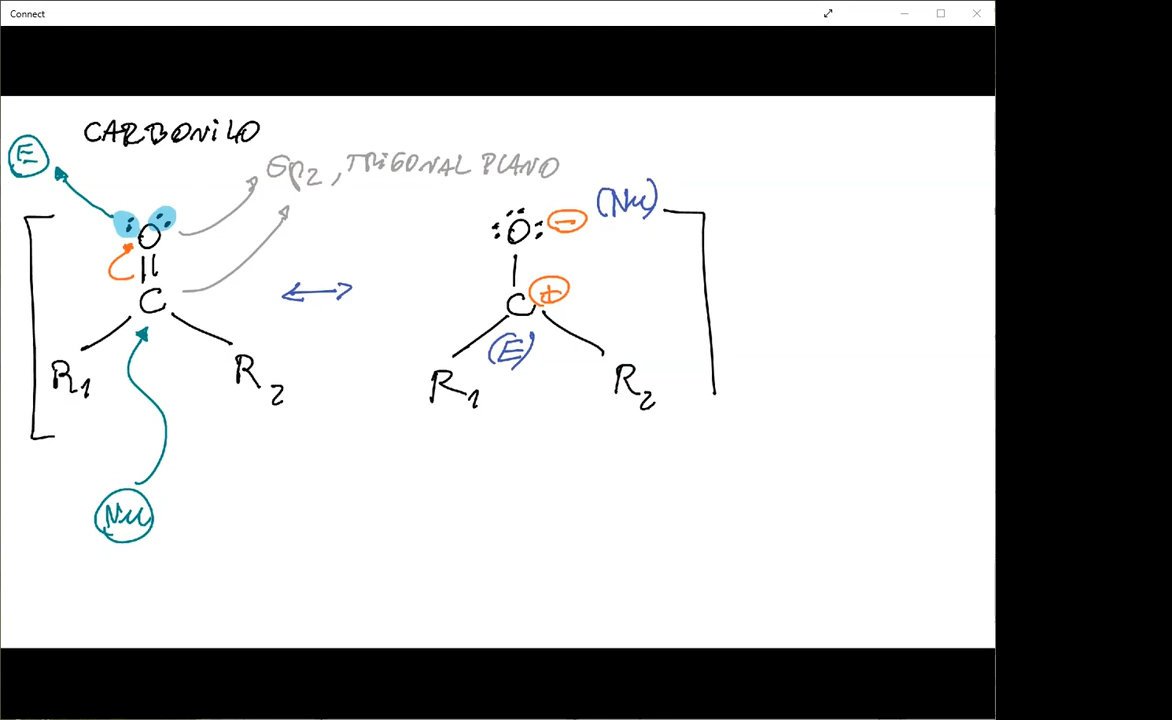 Connect
CARBONiLO
E
Sp2, TRiGONAL PLANO
(Nu)
:O: −
O
C
C +
(E)
R1
R2
R1
R2
Nu